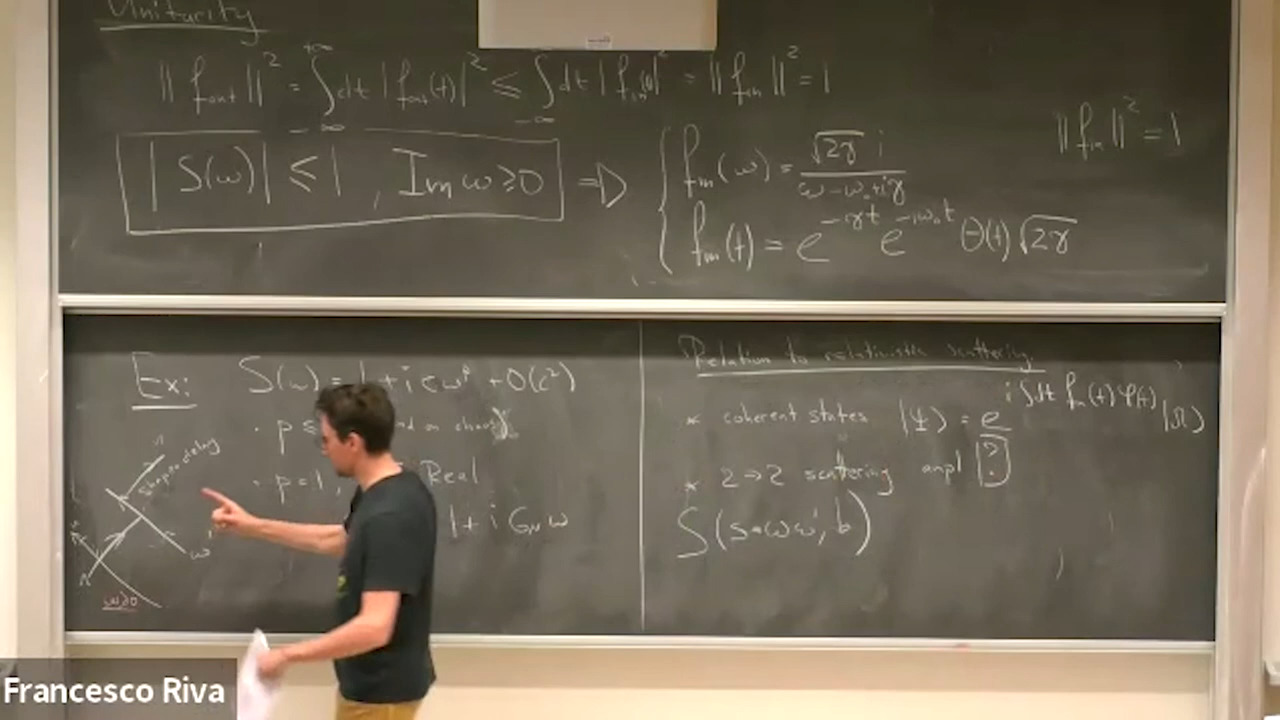 Unitarity
|| f_out ||² = ∫_{-∞}^{+∞} dt | f_out(t) |² ≤ ∫_{-∞} dt | f_in(t) |² = || f_in ||² = 1
|| f_in ||² = 1
| S(ω) | ≤ 1 , Im ω ≥ 0 ⇒
f_in(ω) = √2γ i / ω - ω₀ + iγ
f_in(t) = e^{-γt} e^{-iω₀t} Θ(t) √2γ
Ex: S(ω) = 1 + i c ω^p + O(c²)
· p ≤
· p = 1 , Real
1 + i G_N ω
Shapiro delay
ω
Relation to relativistic scattering
* coherent states |Ψ⟩ = e^{i∫dt f_in(t) φ(t)} |Ω⟩
* 2→2 scattering ampl ?
S(s=ωω', b)
Francesco Riva